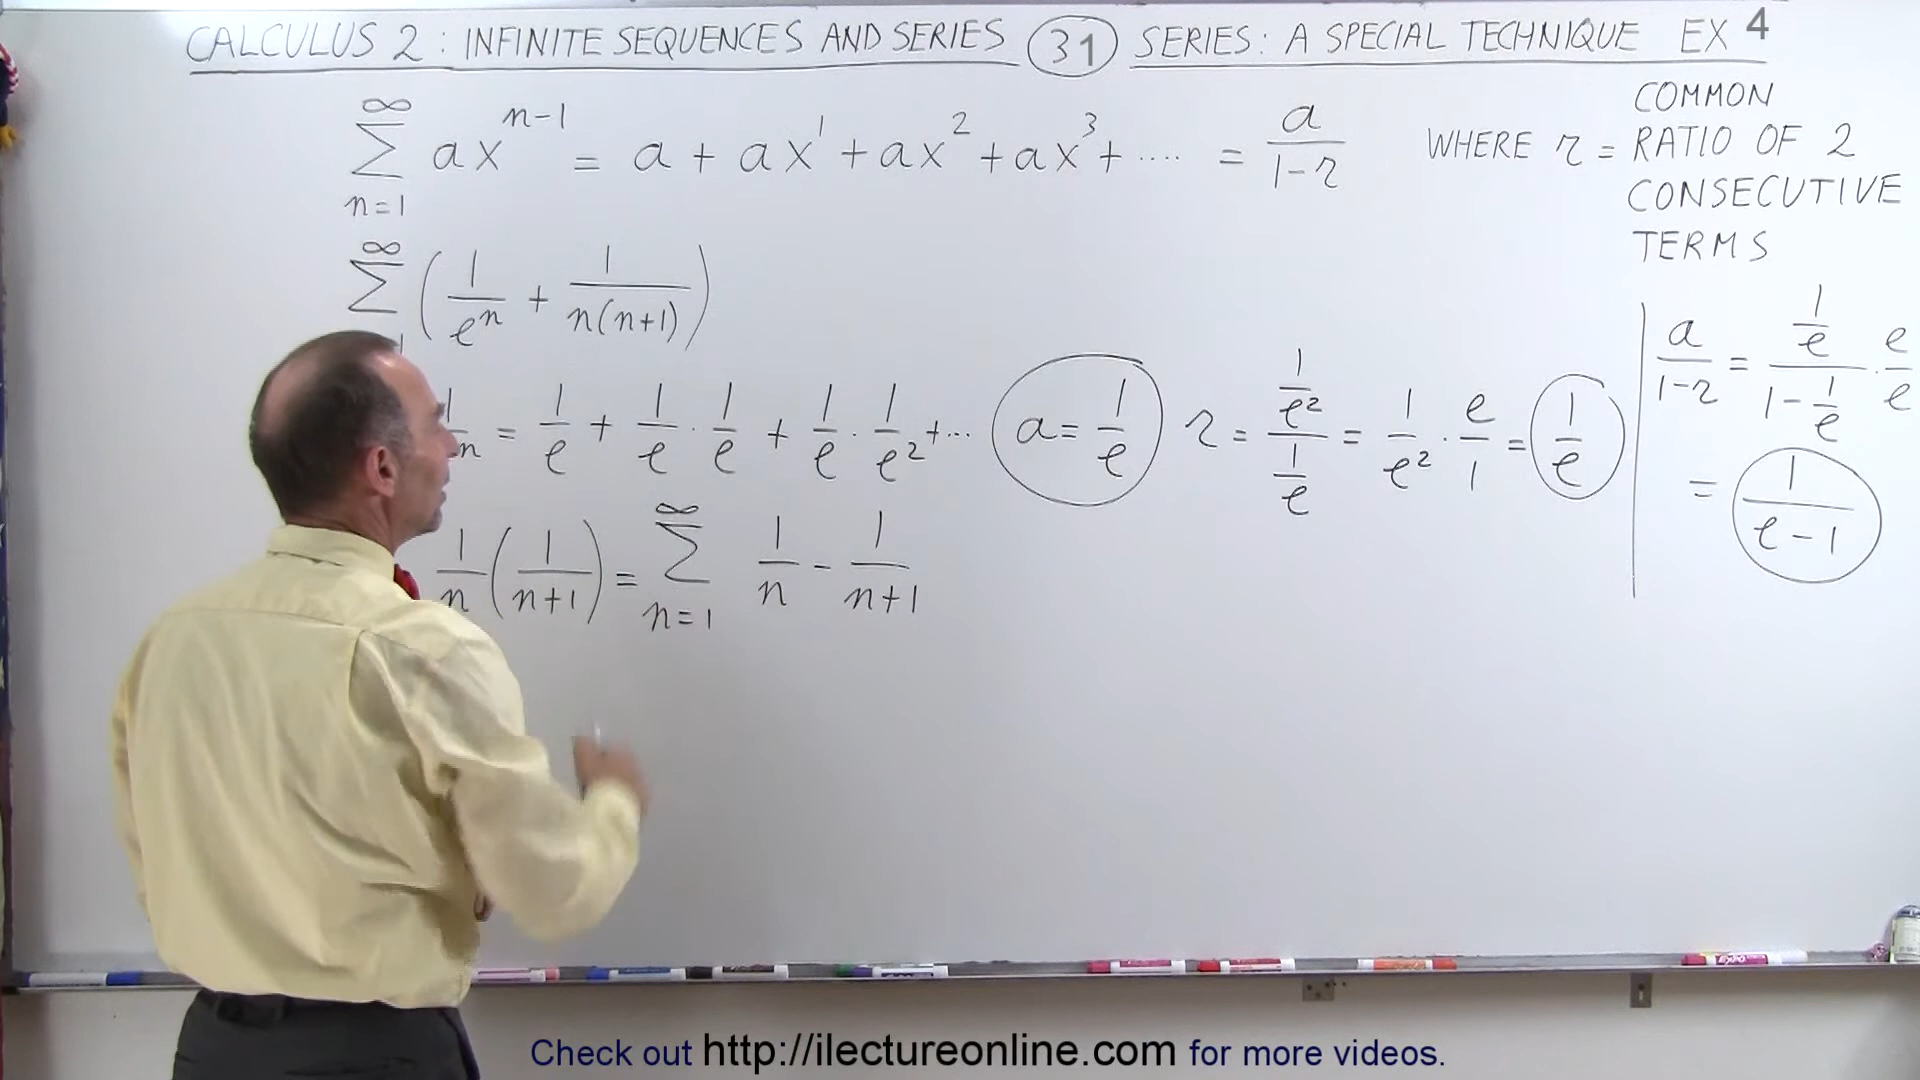 CALCULUS 2 : INFINITE SEQUENCES AND SERIES (31) SERIES: A SPECIAL TECHNIQUE EX 4
∑_{n=1}^{∞} ax^{n-1} = a + ax^1 + ax^2 + ax^3 + .... = a/(1-r) WHERE r = COMMON
RATIO OF 2
CONSECUTIVE
TERMS
∑^{∞} (1/e^n + 1/(n(n+1)))
1/e^n = 1/e + 1/e · 1/e + 1/e · 1/e^2 + ... a = 1/e r = (1/e^2)/(1/e) = 1/e^2 · e/1 = 1/e
a/(1-r) = (1/e)/(1-1/e) · e/e
= 1/(e-1)
1/n (1/(n+1)) = ∑_{n=1}^{∞} 1/n - 1/(n+1)
EXPO
Check out http://ilectureonline.com for more videos.